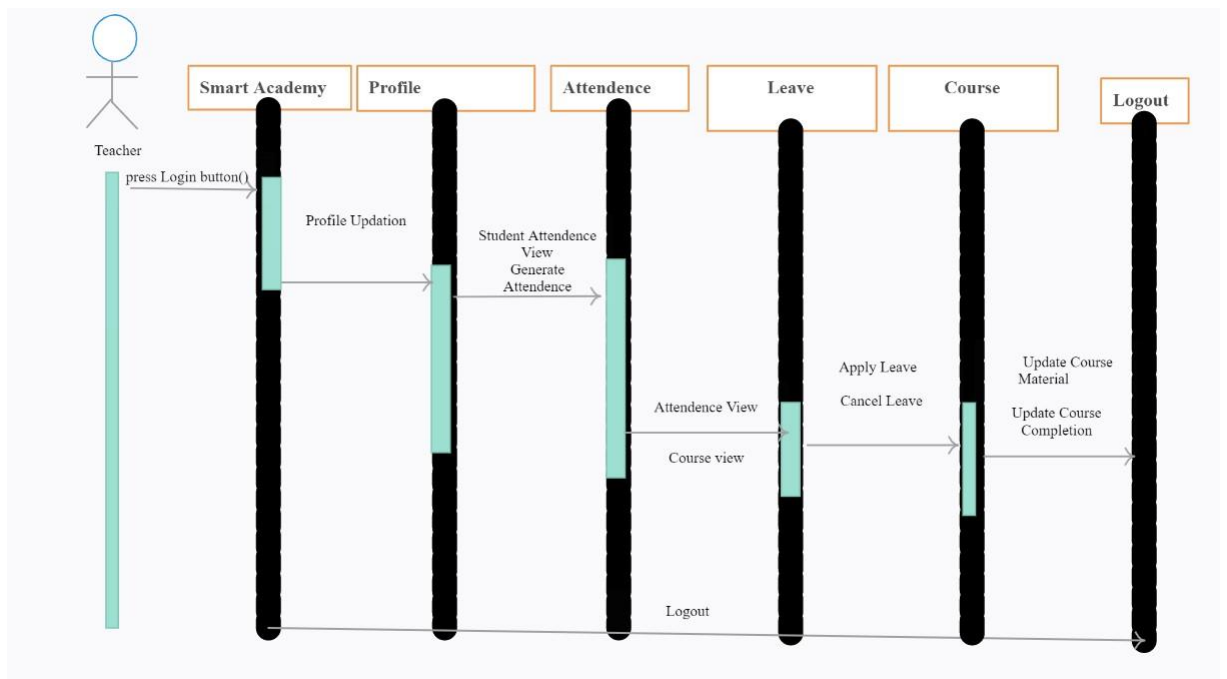 Smart Academy
Profile
Attendence
Leave
Course
Logout
Teacher
press Login button()
Profile Updation
Student Attendence
View
Generate
Attendence
Attendence View
Course view
Apply Leave
Cancel Leave
Update Course
Material
Update Course
Completion
Logout